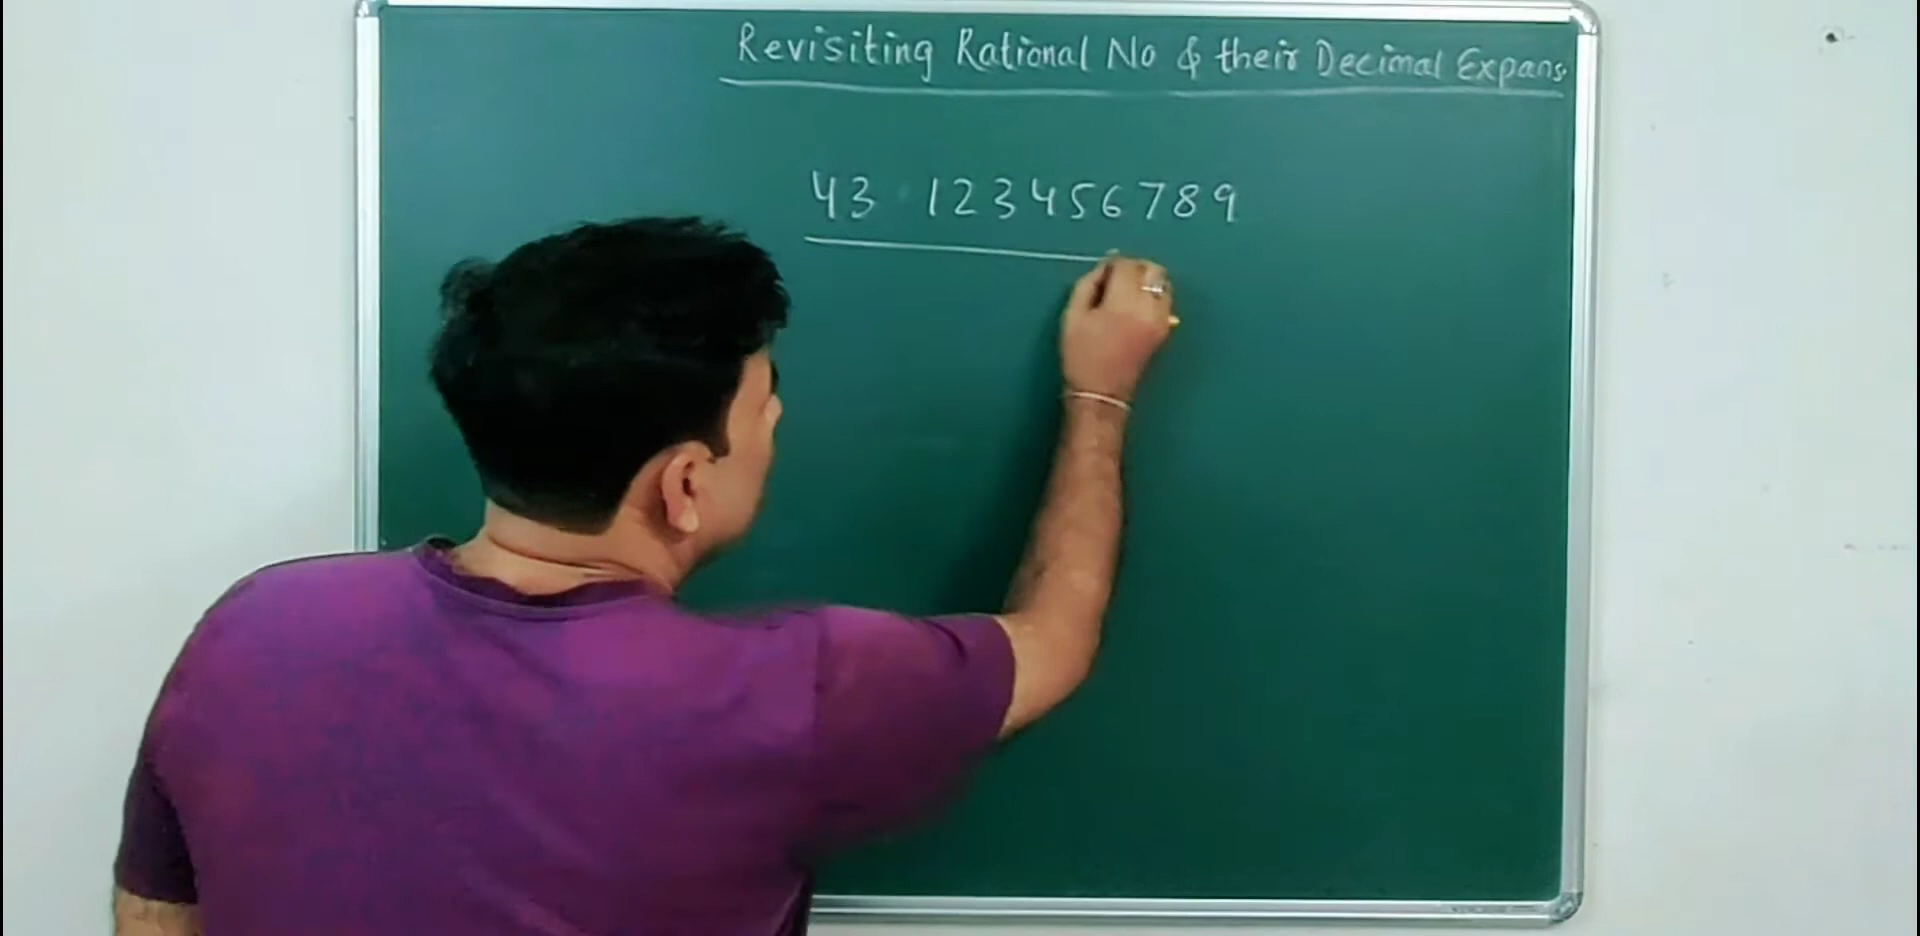 Revisiting Rational No & their Decimal Expans.
43 123456789